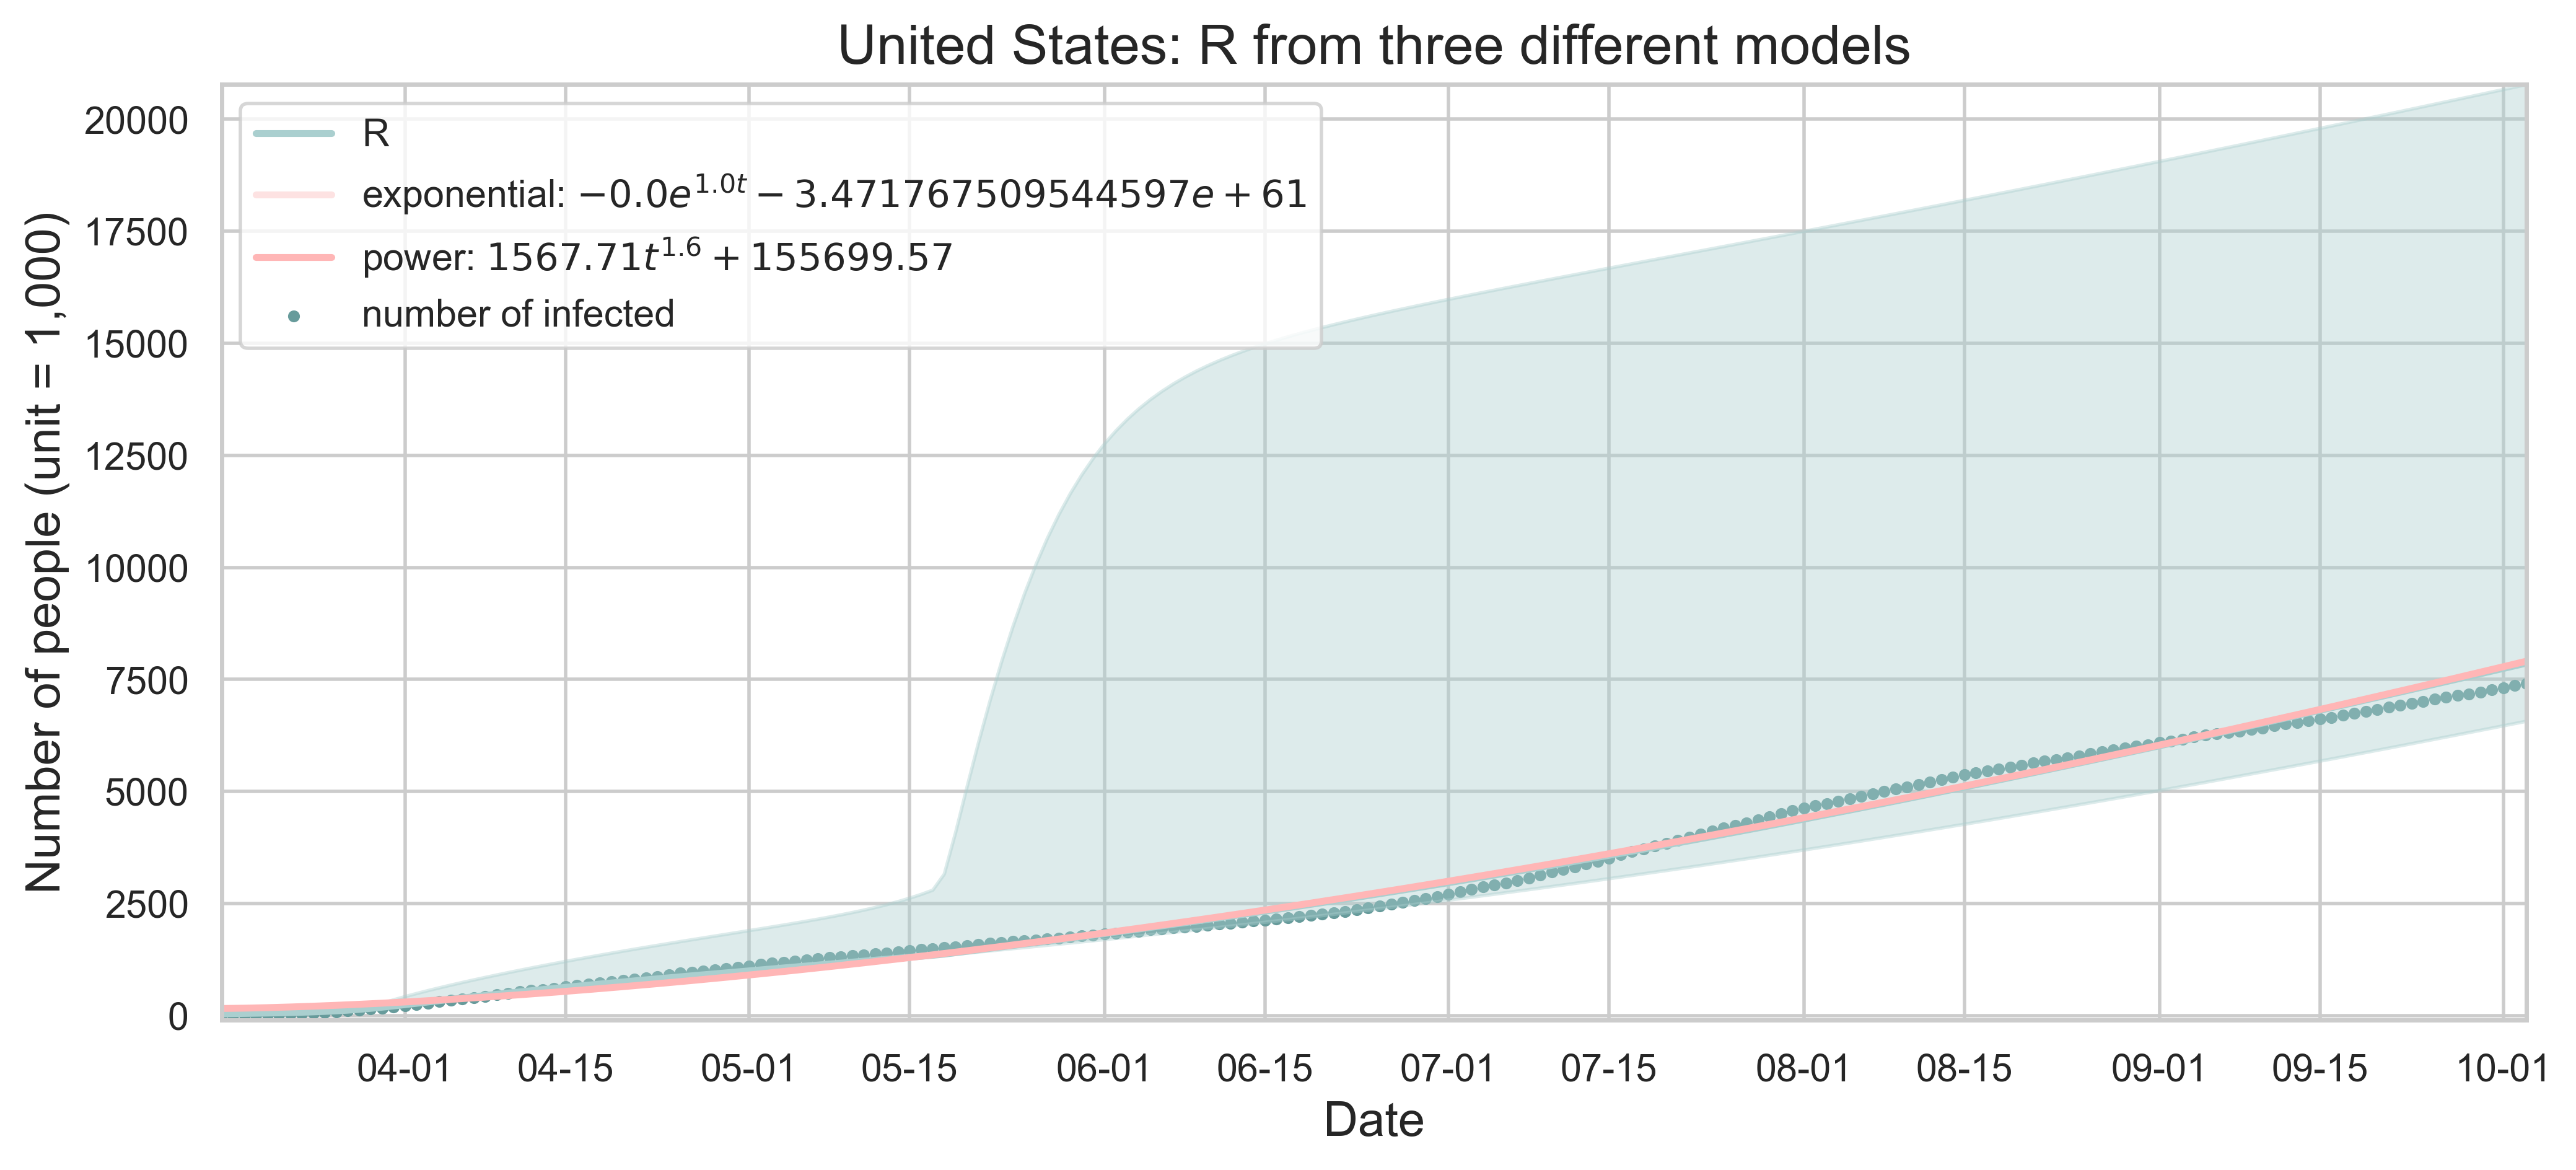 United States: R from three different models
Number of people (unit = 1,000)
20000
17500
15000
12500
10000
7500
5000
2500
0
R
exponential: −0.0e^1.0t − 3.4717675095445​97e + 61
power: 1567.71t^1.6 + 155699.57
number of infected
04-01 04-15 05-01 05-15 06-01 06-15 07-01 07-15 08-01 08-15 09-01 09-15 10-01
Date